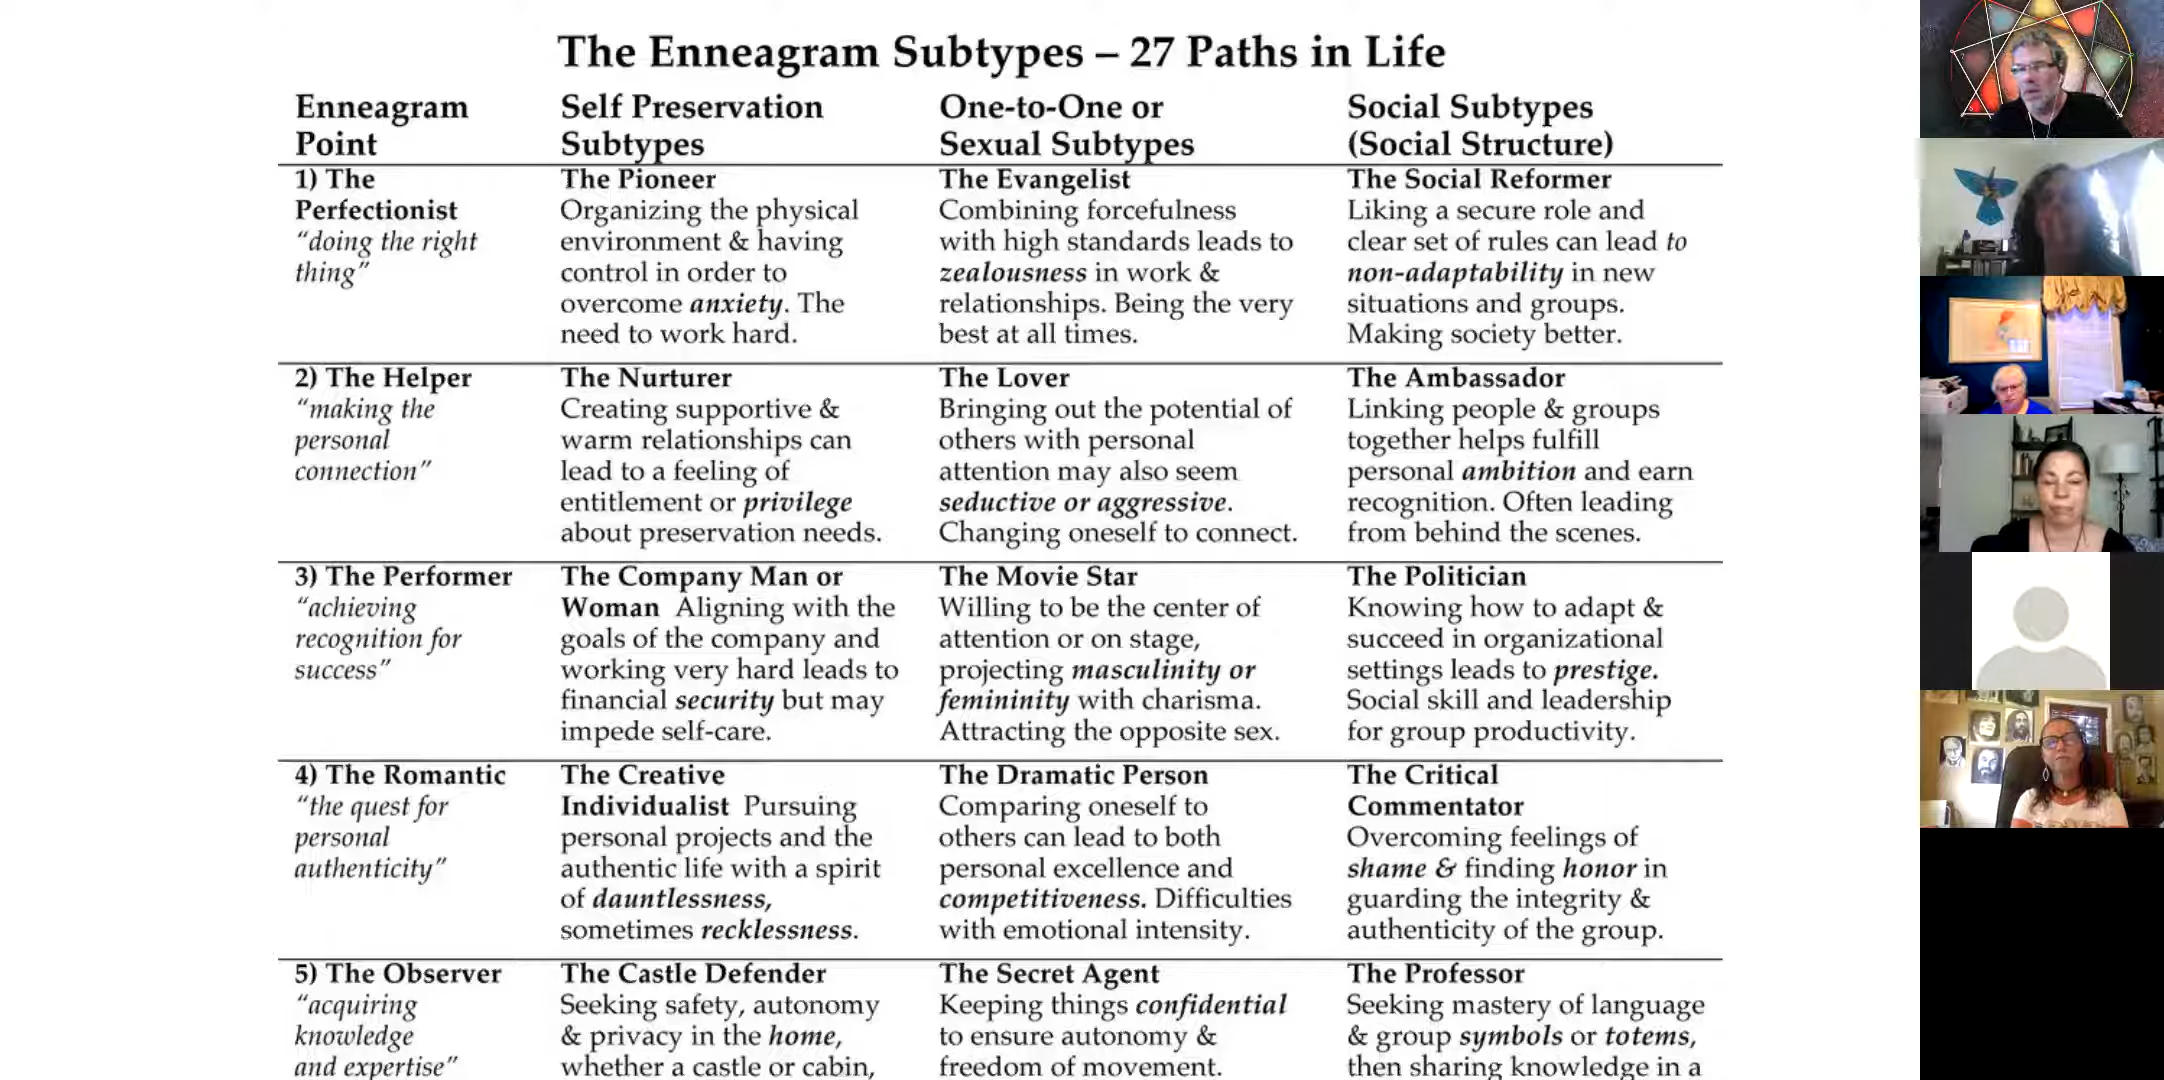 The Enneagram Subtypes – 27 Paths in Life
Enneagram
Point
Self Preservation
Subtypes
One-to-One or
Sexual Subtypes
Social Subtypes
(Social Structure)
1) The
Perfectionist
“doing the right
thing”
The Pioneer
Organizing the physical
environment & having
control in order to
overcome anxiety. The
need to work hard.
The Evangelist
Combining forcefulness
with high standards leads to
zealousness in work &
relationships. Being the very
best at all times.
The Social Reformer
Liking a secure role and
clear set of rules can lead to
non-adaptability in new
situations and groups.
Making society better.
2) The Helper
“making the
personal
connection”
The Nurturer
Creating supportive &
warm relationships can
lead to a feeling of
entitlement or privilege
about preservation needs.
The Lover
Bringing out the potential of
others with personal
attention may also seem
seductive or aggressive.
Changing oneself to connect.
The Ambassador
Linking people & groups
together helps fulfill
personal ambition and earn
recognition. Often leading
from behind the scenes.
3) The Performer
“achieving
recognition for
success”
The Company Man or
Woman Aligning with the
goals of the company and
working very hard leads to
financial security but may
impede self-care.
The Movie Star
Willing to be the center of
attention or on stage,
projecting masculinity or
femininity with charisma.
Attracting the opposite sex.
The Politician
Knowing how to adapt &
succeed in organizational
settings leads to prestige.
Social skill and leadership
for group productivity.
4) The Romantic
“the quest for
personal
authenticity”
The Creative
Individualist Pursuing
personal projects and the
authentic life with a spirit
of dauntlessness,
sometimes recklessness.
The Dramatic Person
Comparing oneself to
others can lead to both
personal excellence and
competitiveness. Difficulties
with emotional intensity.
The Critical
Commentator
Overcoming feelings of
shame & finding honor in
guarding the integrity &
authenticity of the group.
5) The Observer
“acquiring
knowledge
and expertise”
The Castle Defender
Seeking safety, autonomy
& privacy in the home,
whether a castle or cabin,
The Secret Agent
Keeping things confidential
to ensure autonomy &
freedom of movement.
The Professor
Seeking mastery of language
& group symbols or totems,
then sharing knowledge in a